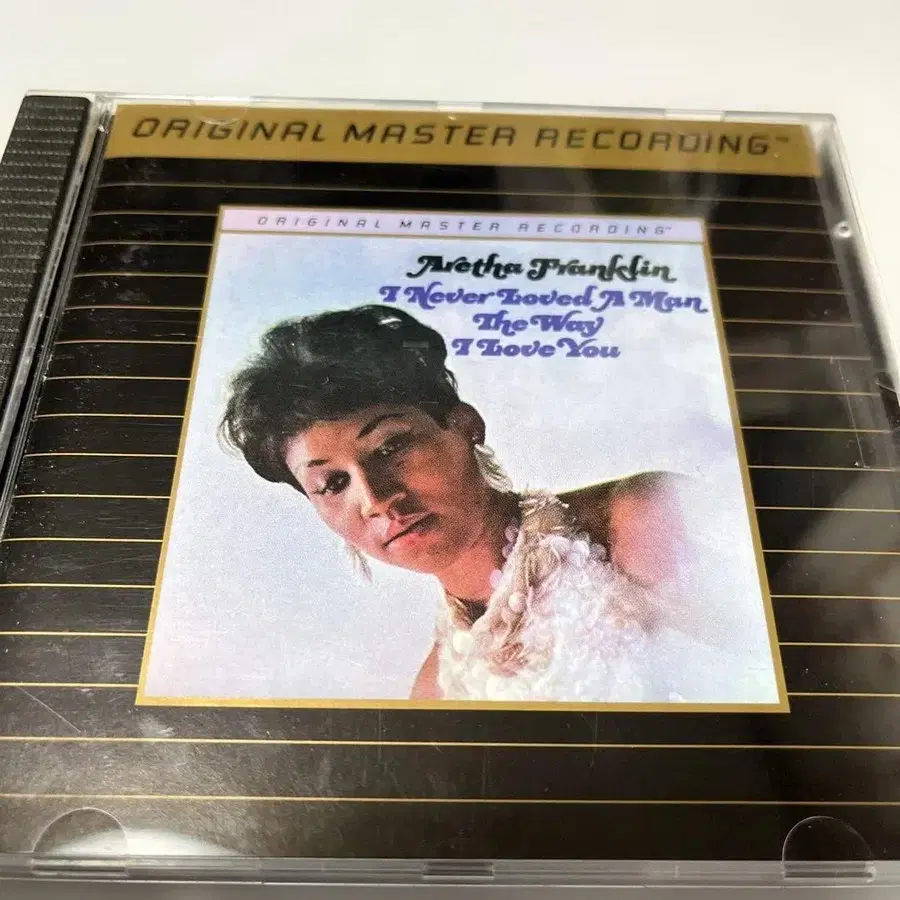 ORIGINAL MASTER RECORDING™
ORIGINAL MASTER RECORDING™
Aretha Franklin
I Never Loved A Man
The Way
I Love You